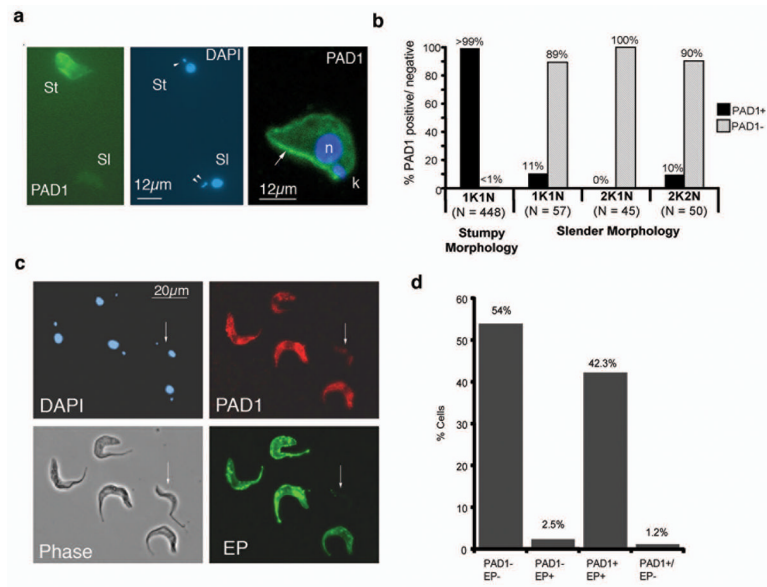 a
St
Sl
PAD1
12µm
DAPI
St
Sl
12µm
PAD1
n
k
12µm
b
% PAD1 positive/ negative
100
80
60
40
20
0
>99%
<1%
11%
89%
0%
100%
10%
90%
PAD1+
PAD1-
1K1N 1K1N 2K1N 2K2N
(N = 448) (N = 57) (N = 45) (N = 50)
Stumpy
Morphology
Slender Morphology
c
20µm
DAPI
PAD1
Phase
EP
d
% Cells
60
50
40
30
20
10
0
54%
2.5%
42.3%
1.2%
PAD1- PAD1- PAD1+ PAD1+/
EP- EP+ EP+ EP-